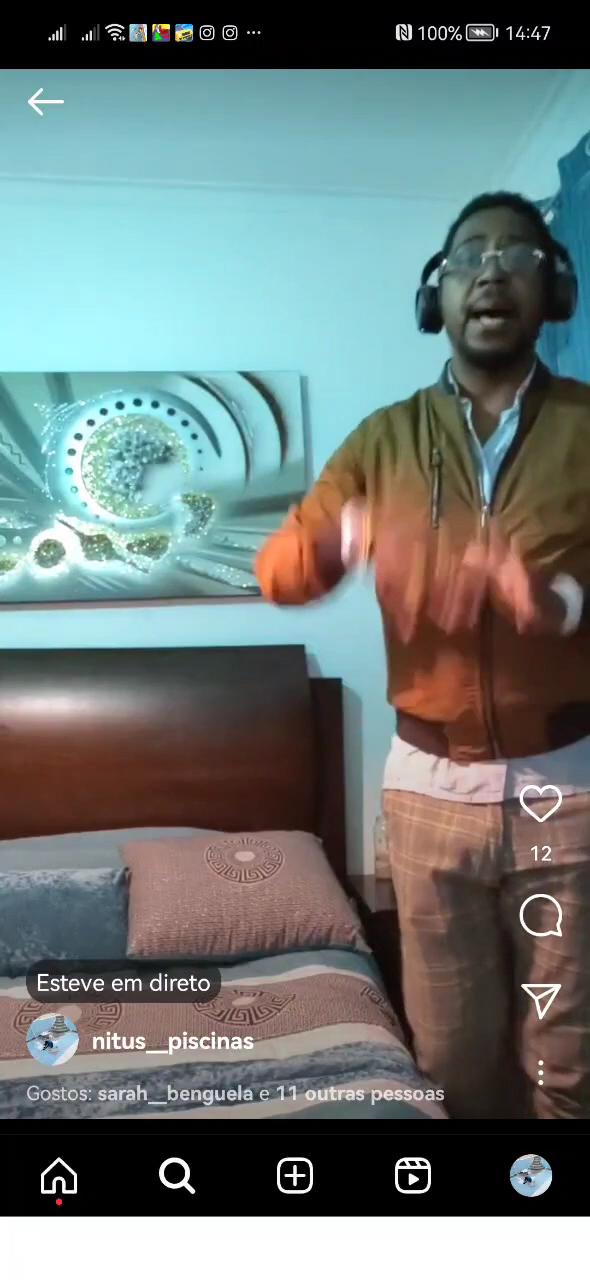 100% 14:47
12
Esteve em direto
nitus__piscinas
Gostos: sarah__benguela e 11 outras pessoas